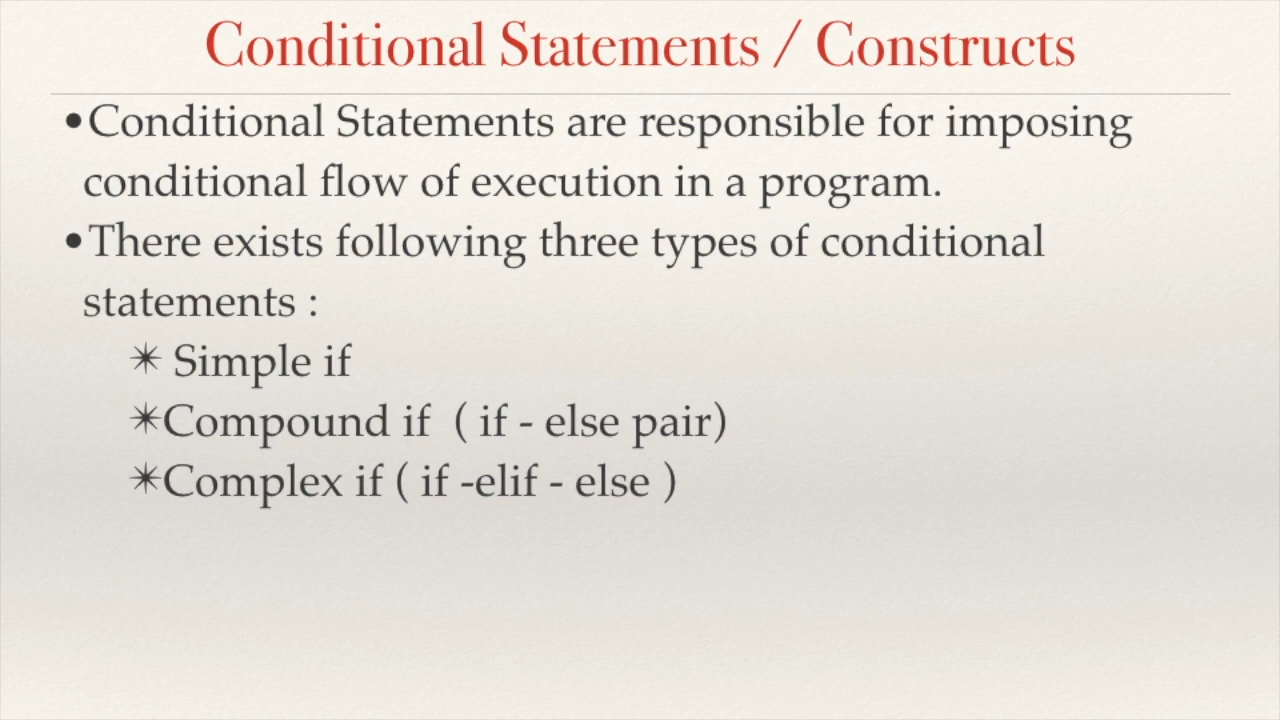 Conditional Statements / Constructs
•Conditional Statements are responsible for imposing
conditional flow of execution in a program.
•There exists following three types of conditional
statements :
✴ Simple if
✴Compound if  ( if - else pair)
✴Complex if ( if -elif - else )